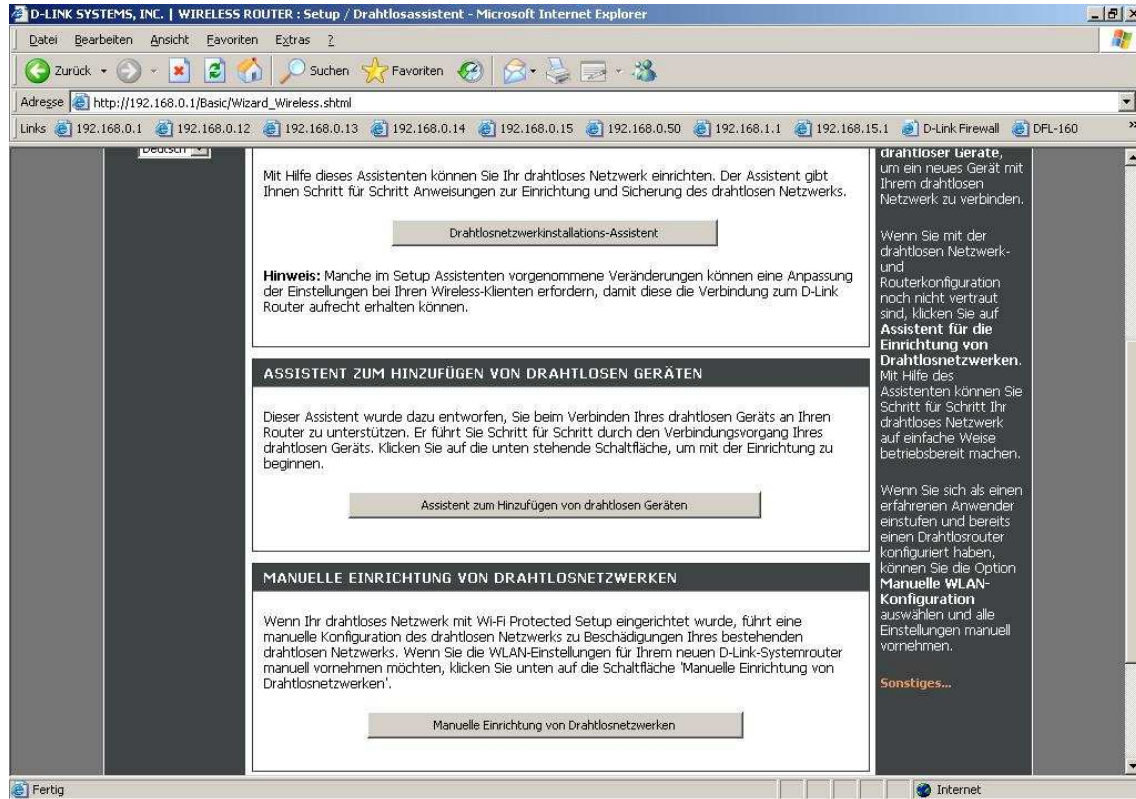 D-LINK SYSTEMS, INC. | WIRELESS ROUTER : Setup / Drahtlosassistent - Microsoft Internet Explorer
Datei Bearbeiten Ansicht Favoriten Extras ?
Zurück Suchen Favoriten
Adresse http://192.168.0.1/Basic/Wizard_Wireless.shtml
Links 192.168.0.1 192.168.0.12 192.168.0.13 192.168.0.14 192.168.0.15 192.168.0.50 192.168.1.1 192.168.15.1 D-Link Firewall DFL-160 »
Deutsch
Mit Hilfe dieses Assistenten können Sie Ihr drahtloses Netzwerk einrichten. Der Assistent gibt
Ihnen Schritt für Schritt Anweisungen zur Einrichtung und Sicherung des drahtlosen Netzwerks.
Drahtlosnetzwerkinstallations-Assistent
Hinweis: Manche im Setup Assistenten vorgenommene Veränderungen können eine Anpassung
der Einstellungen bei Ihren Wireless-Klienten erfordern, damit diese die Verbindung zum D-Link
Router aufrecht erhalten können.
ASSISTENT ZUM HINZUFÜGEN VON DRAHTLOSEN GERÄTEN
Dieser Assistent wurde dazu entworfen, Sie beim Verbinden Ihres drahtlosen Geräts an Ihren
Router zu unterstützen. Er führt Sie Schritt für Schritt durch den Verbindungsvorgang Ihres
drahtlosen Geräts. Klicken Sie auf die unten stehende Schaltfläche, um mit der Einrichtung zu
beginnen.
Assistent zum Hinzufügen von drahtlosen Geräten
MANUELLE EINRICHTUNG VON DRAHTLOSNETZWERKEN
Wenn Ihr drahtloses Netzwerk mit Wi-Fi Protected Setup eingerichtet wurde, führt eine
manuelle Konfiguration des drahtlosen Netzwerks zu Beschädigungen Ihres bestehenden
drahtlosen Netzwerks. Wenn Sie die WLAN-Einstellungen für Ihrem neuen D-Link-Systemrouter
manuell vornehmen möchten, klicken Sie unten auf die Schaltfläche 'Manuelle Einrichtung von
Drahtlosnetzwerken'.
Manuelle Einrichtung von Drahtlosnetzwerken
drahtloser Geräte,
um ein neues Gerät mit
Ihrem drahtlosen
Netzwerk zu verbinden.
Wenn Sie mit der
drahtlosen Netzwerk-
und
Routerkonfiguration
noch nicht vertraut
sind, klicken Sie auf
Assistent für die
Einrichtung von
Drahtlosnetzwerken.
Mit Hilfe des
Assistenten können Sie
Schritt für Schritt Ihr
drahtloses Netzwerk
auf einfache Weise
betriebsbereit machen.
Wenn Sie sich als einen
erfahrenen Anwender
einstufen und bereits
einen Drahtlosrouter
konfiguriert haben,
können Sie die Option
Manuelle WLAN-
Konfiguration
auswählen und alle
Einstellungen manuell
vornehmen.
Sonstiges...
Fertig
Internet